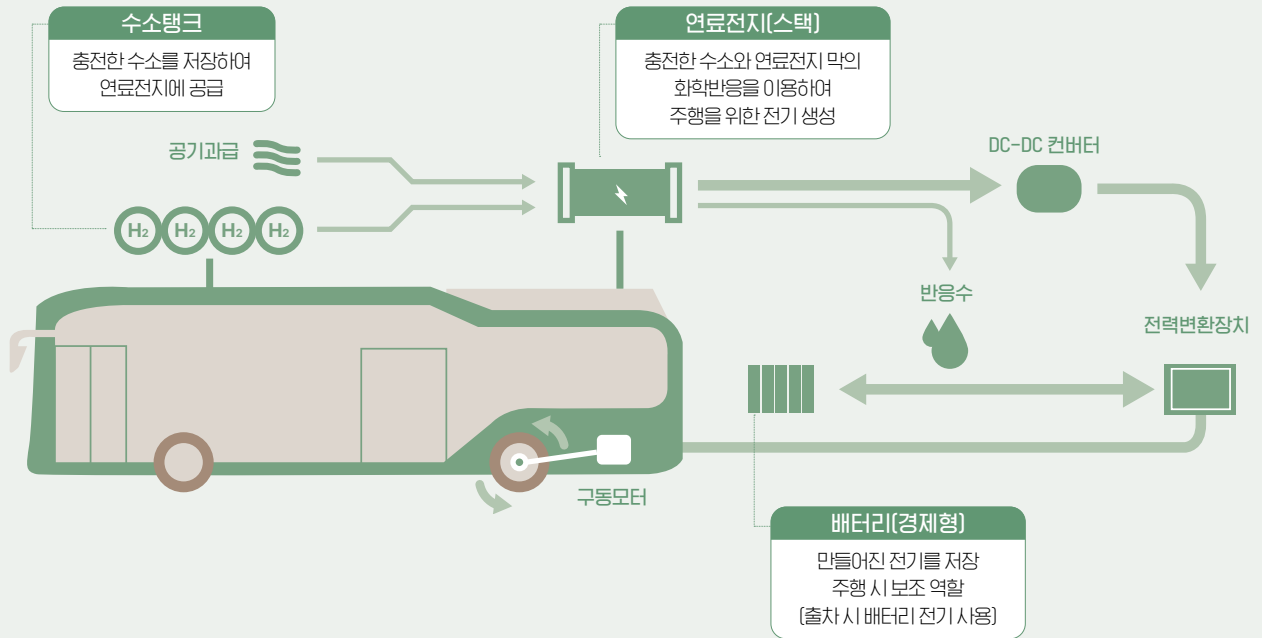 수소탱크
충전한 수소를 저장하여
연료전지에 공급
연료전지(스택)
충전한 수소와 연료전지 막의
화학반응을 이용하여
주행을 위한 전기 생성
공기과급
H2 H2 H2 H2
DC-DC 컨버터
반응수
전력변환장치
구동모터
배터리(경제형)
만들어진 전기를 저장
주행 시 보조 역할
(출차 시 배터리 전기 사용)